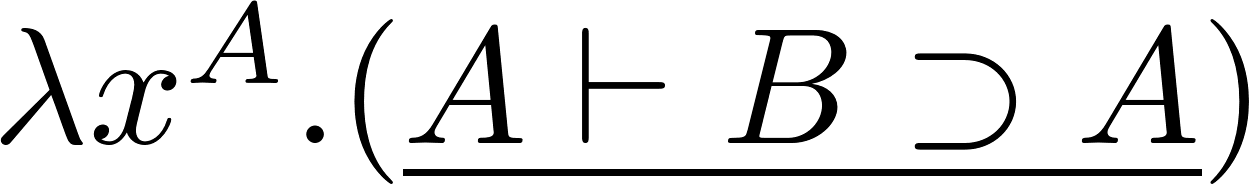 λx^A .(A ⊢ B ⊃ A)